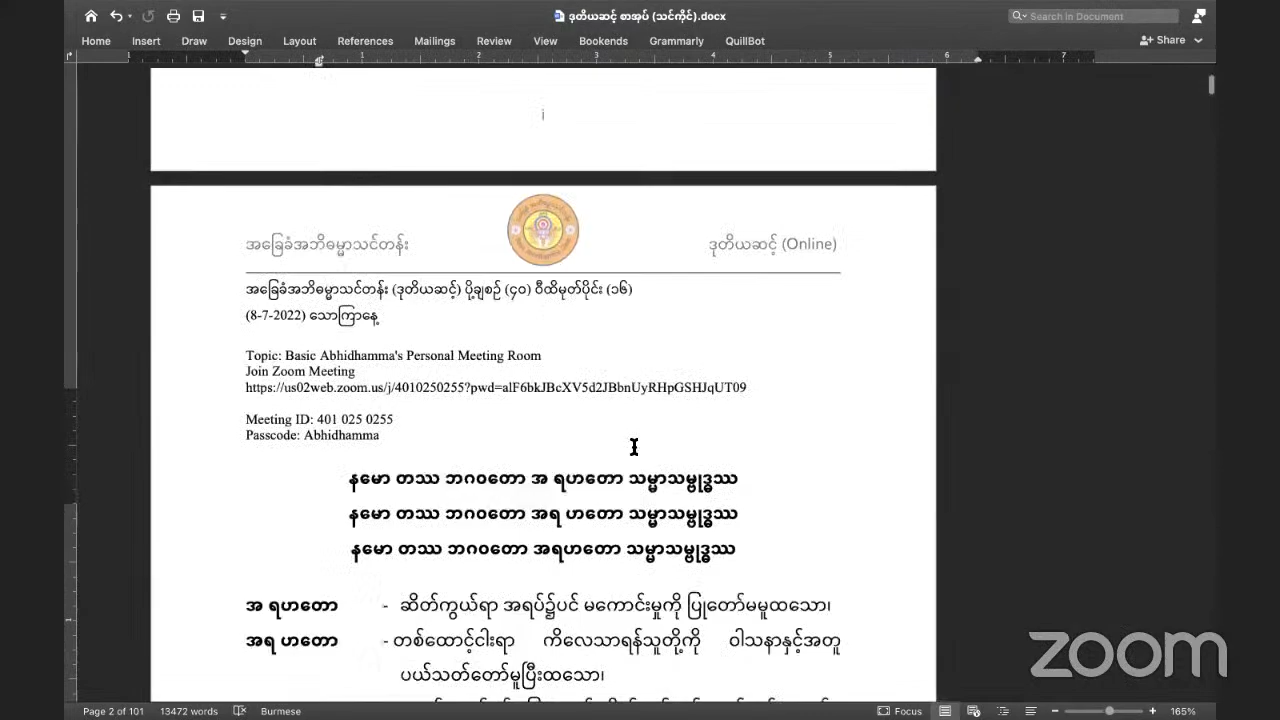 ဒုတိယဆင့် စာအုပ် (သင်ကိုင်).docx
Search in Document
Home Insert Draw Design Layout References Mailings Review View Bookends Grammarly QuillBot Share
1 2 3 4 5 6 7
i
အခြေခံအဘိဓမ္မာသင်တန်း ဒုတိယဆင့် (Online)
အခြေခံအဘိဓမ္မာသင်တန်း (ဒုတိယဆင့်) ပို့ချစဉ် (၄၀) ဝီထိမုတ်ပိုင်း (၁၆)
(8-7-2022) သောကြာနေ့
Topic: Basic Abhidhamma's Personal Meeting Room
Join Zoom Meeting
https://us02web.zoom.us/j/4010250255?pwd=alF6bkJBcXV5d2JBbnUyRHpGSHJqUT09
Meeting ID: 401 025 0255
Passcode: Abhidhamma
နမော တဿ ဘဂဝတော အ ရဟတော သမ္မာသမ္ဗုဒ္ဓဿ
နမော တဿ ဘဂဝတော အရ ဟတော သမ္မာသမ္ဗုဒ္ဓဿ
နမော တဿ ဘဂဝတော အရဟတော သမ္မာသမ္ဗုဒ္ဓဿ
အ ရဟတော - ဆိတ်ကွယ်ရာ အရပ်၌ပင် မကောင်းမှုကို ပြုတော်မမူထသော၊
အရ ဟတော - တစ်ထောင့်ငါးရာ ကိလေသာရန်သူတို့ကို ဝါသနာနှင့်အတူ
ပယ်သတ်တော်မူပြီးထသော၊
zoom
Page 2 of 101 13472 words Burmese Focus 165%